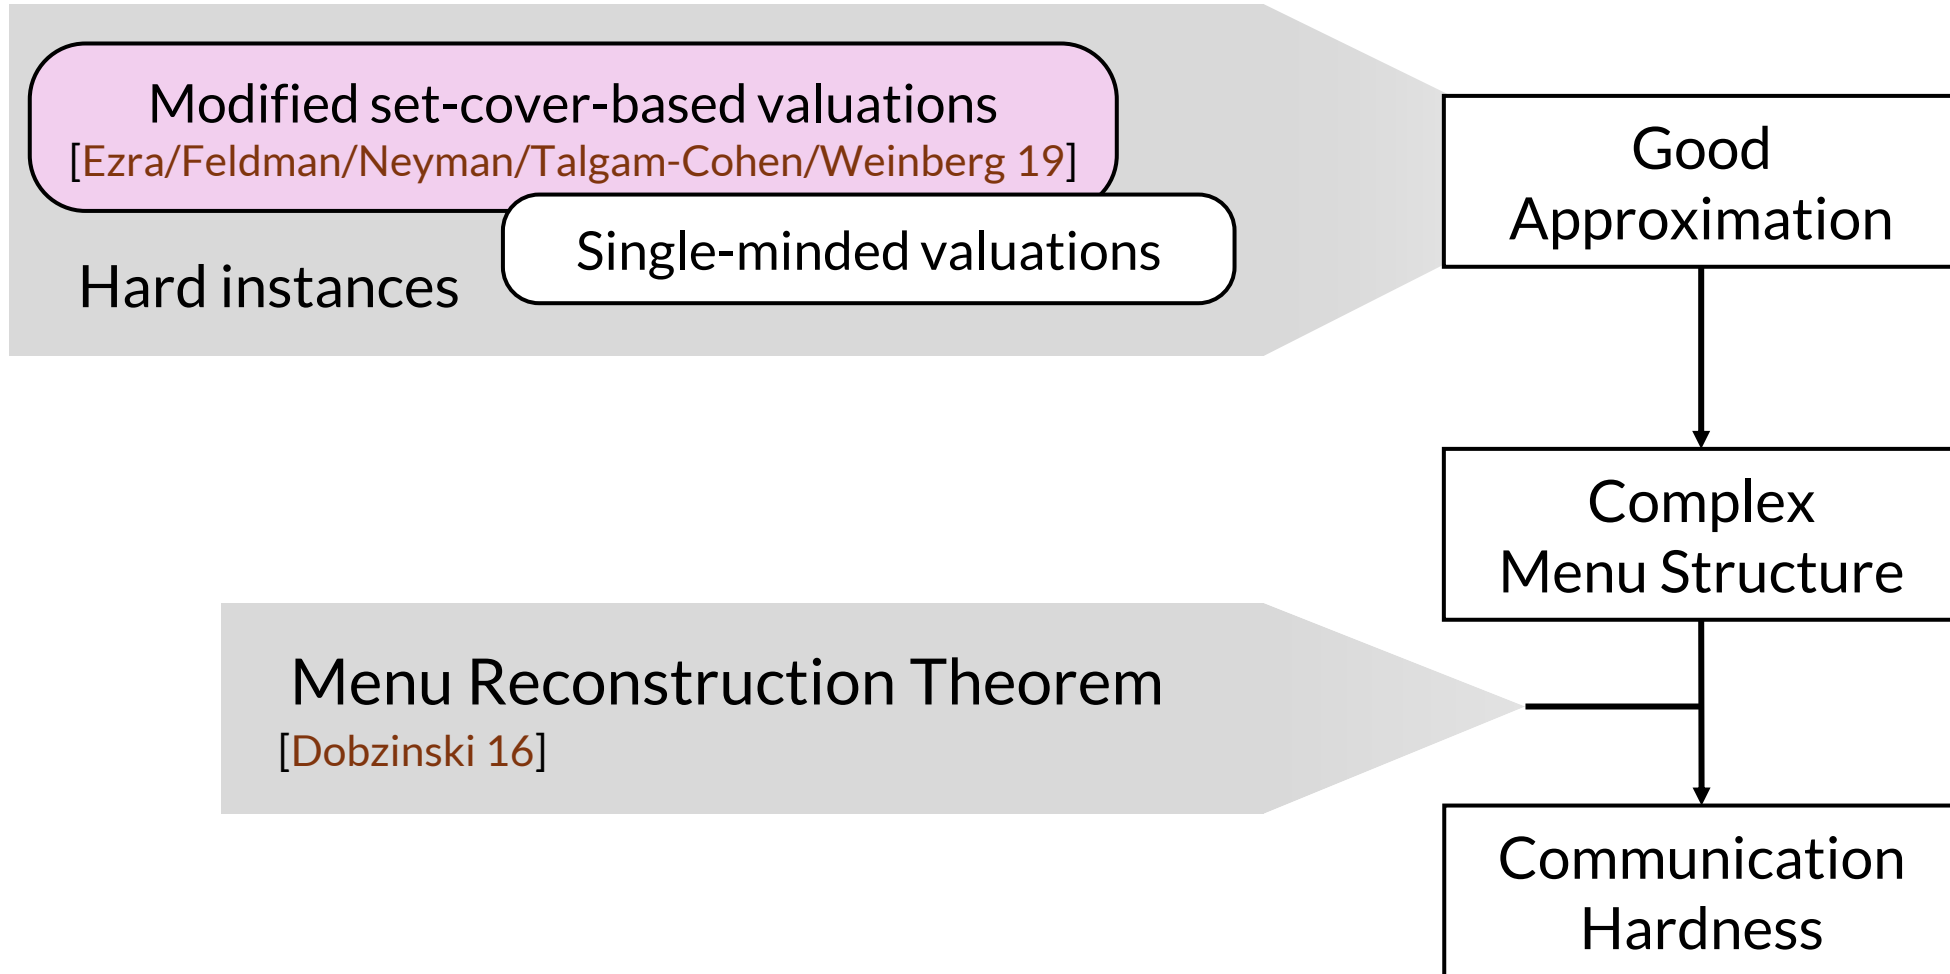 Modified set-cover-based valuations
[Ezra/Feldman/Neyman/Talgam-Cohen/Weinberg 19]
Single-minded valuations
Hard instances
Good
Approximation
Complex
Menu Structure
Menu Reconstruction Theorem
[Dobzinski 16]
Communication
Hardness